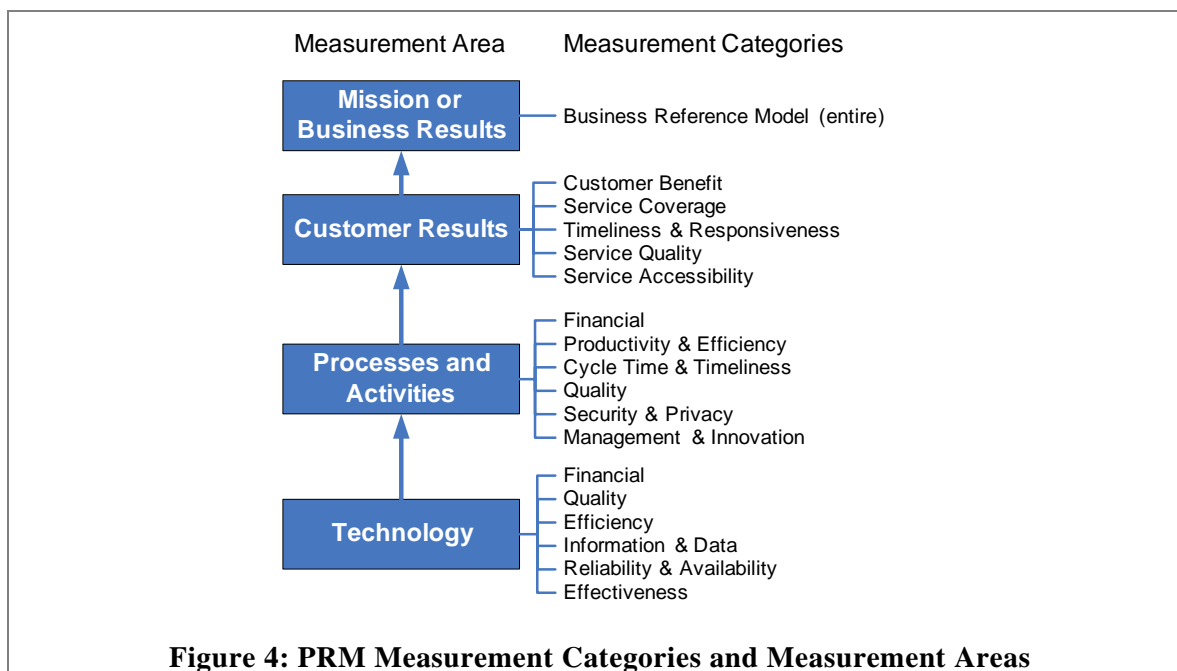 Measurement Area Measurement Categories
Mission or
Business Results
Business Reference Model (entire)
Customer Results
Customer Benefit
Service Coverage
Timeliness & Responsiveness
Service Quality
Service Accessibility
Processes and
Activities
Financial
Productivity & Efficiency
Cycle Time & Timeliness
Quality
Security & Privacy
Management & Innovation
Technology
Financial
Quality
Efficiency
Information & Data
Reliability & Availability
Effectiveness
Figure 4: PRM Measurement Categories and Measurement Areas